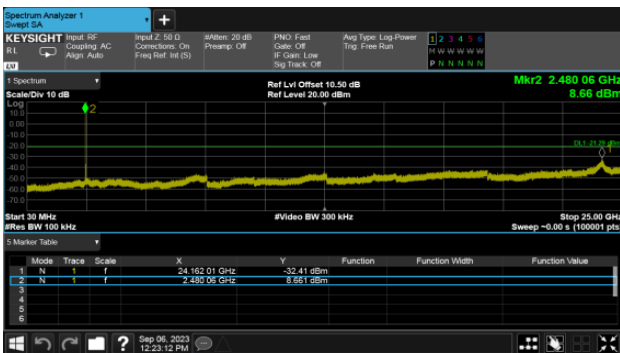 Spectrum Analyzer 1
Swept SA
+
KEYSIGHT Input: RF Input Z: 50 Ω #Atten: 20 dB PNO: Fast Avg Type: Log-Power 1 2 3 4 5 6
RL Coupling: AC Corrections: On Preamp: Off Gate: Off Trig: Free Run M W W W W W
Align: Auto Freq Ref: Int (S) IF Gain: Low
Sig Track: Off P N N N N N
LXI
1 Spectrum Ref Lvl Offset 10.50 dB Mkr2 2.480 06 GHz
Scale/Div 10 dB Ref Level 20.00 dBm 8.66 dBm
Log
10.0 2
0.00
-10.0
-20.0 DL1 -21.29 dBm
-30.0 1
-40.0
-50.0
-60.0
-70.0
Start 30 MHz #Video BW 300 kHz Stop 25.00 GHz
#Res BW 100 kHz Sweep ~0.00 s (100001 pts
5 Marker Table
Mode Trace Scale X Y Function Function Width Function Value
1 N 1 f 24.162 01 GHz -32.41 dBm
2 N 1 f 2.480 06 GHz 8.661 dBm
3
4
5
6
? Sep 06, 2023
12:23:12 PM